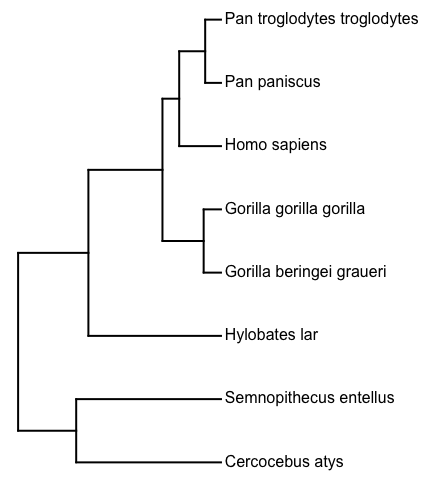 Pan troglodytes troglodytes
Pan paniscus
Homo sapiens
Gorilla gorilla gorilla
Gorilla beringei graueri
Hylobates lar
Semnopithecus entellus
Cercocebus atys